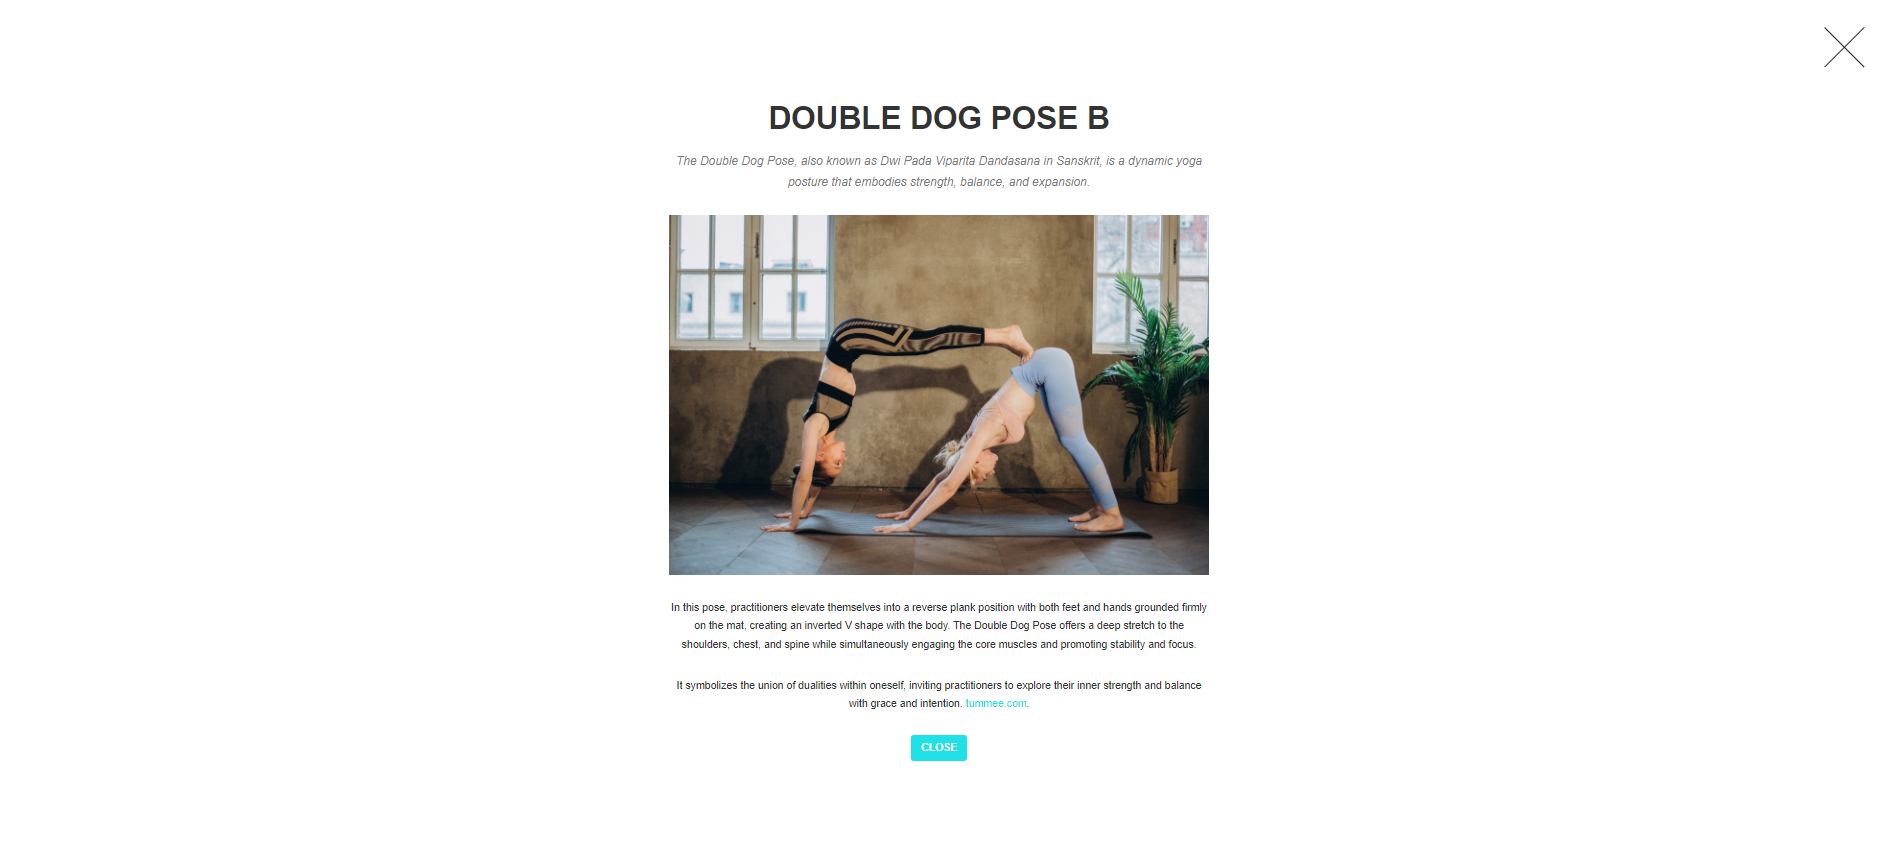 DOUBLE DOG POSE B
The Double Dog Pose, also known as Dwi Pada Viparita Dandasana in Sanskrit, is a dynamic yoga
posture that embodies strength, balance, and expansion.
In this pose, practitioners elevate themselves into a reverse plank position with both feet and hands grounded firmly
on the mat, creating an inverted V shape with the body. The Double Dog Pose offers a deep stretch to the
shoulders, chest, and spine while simultaneously engaging the core muscles and promoting stability and focus.
It symbolizes the union of dualities within oneself, inviting practitioners to explore their inner strength and balance
with grace and intention. tummee.com.
CLOSE